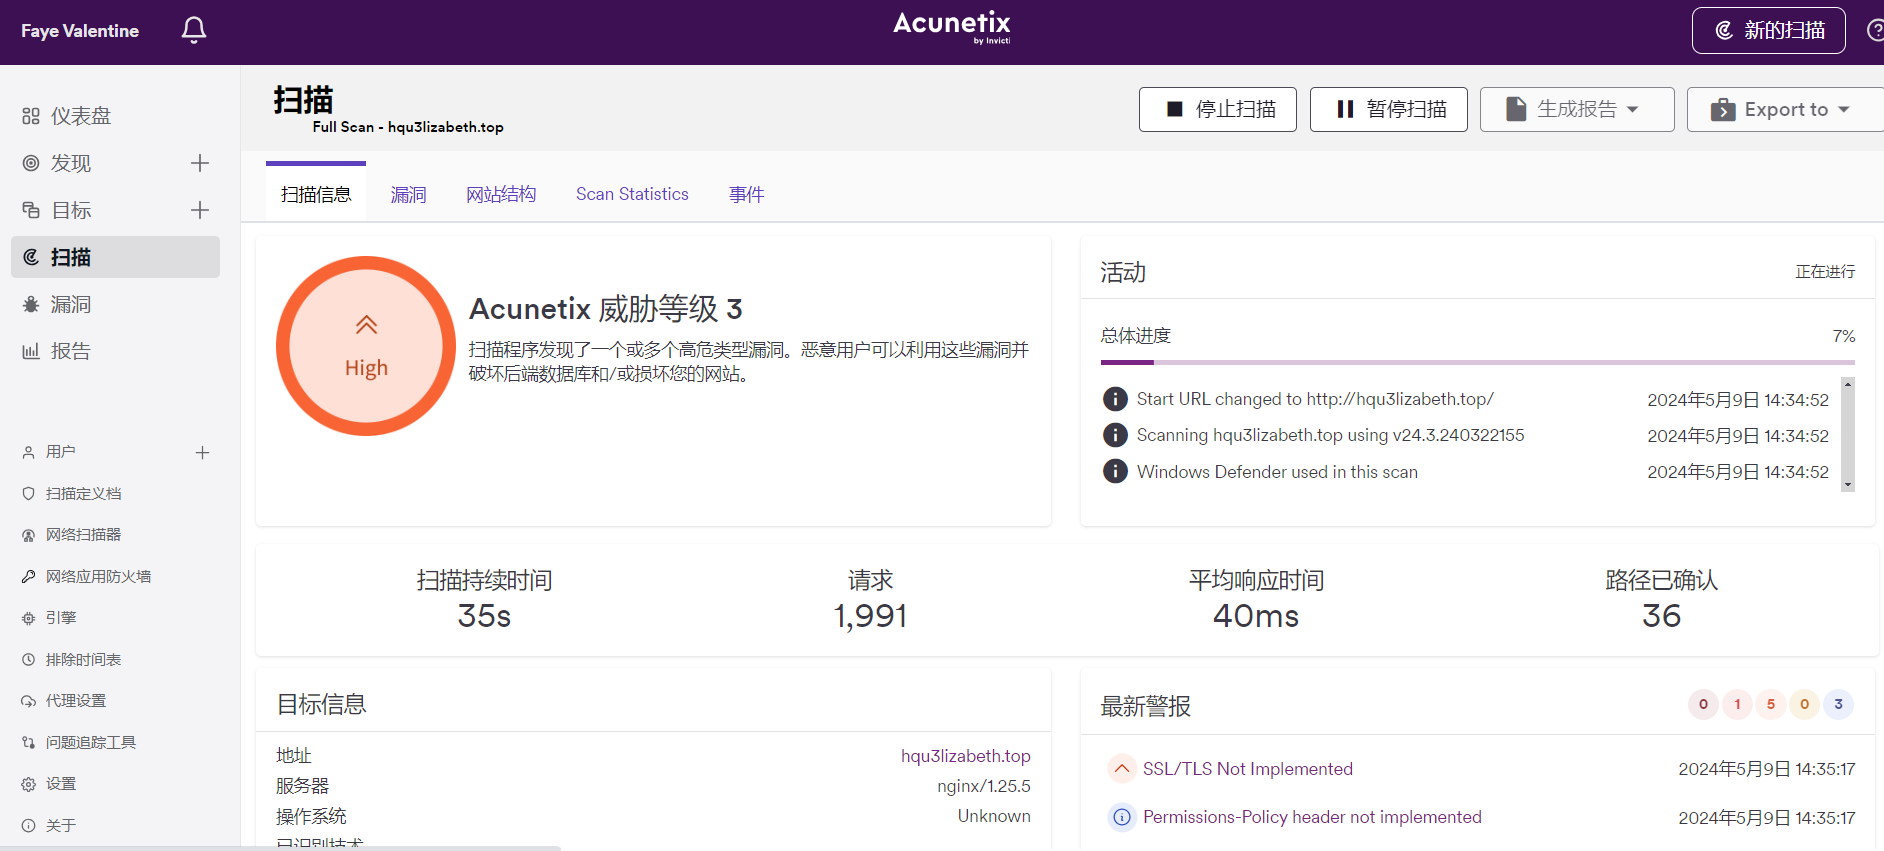 Faye Valentine
Acunetix
by Invicti
新的扫描
仪表盘
发现
目标
扫描
漏洞
报告
用户
扫描定义档
网络扫描器
网络应用防火墙
引擎
排除时间表
代理设置
问题追踪工具
设置
关于
扫描
Full Scan - hqu3lizabeth.top
停止扫描
暂停扫描
生成报告
Export to
扫描信息
漏洞
网站结构
Scan Statistics
事件
High
Acunetix 威胁等级 3
扫描程序发现了一个或多个高危类型漏洞。恶意用户可以利用这些漏洞并
破坏后端数据库和/或损坏您的网站。
活动
正在进行
总体进度
7%
Start URL changed to http://hqu3lizabeth.top/
2024年5月9日 14:34:52
Scanning hqu3lizabeth.top using v24.3.240322155
2024年5月9日 14:34:52
Windows Defender used in this scan
2024年5月9日 14:34:52
扫描持续时间
35s
请求
1,991
平均响应时间
40ms
路径已确认
36
目标信息
地址
hqu3lizabeth.top
服务器
nginx/1.25.5
操作系统
Unknown
已识别技术
最新警报
0 1 5 0 3
SSL/TLS Not Implemented
2024年5月9日 14:35:17
Permissions-Policy header not implemented
2024年5月9日 14:35:17